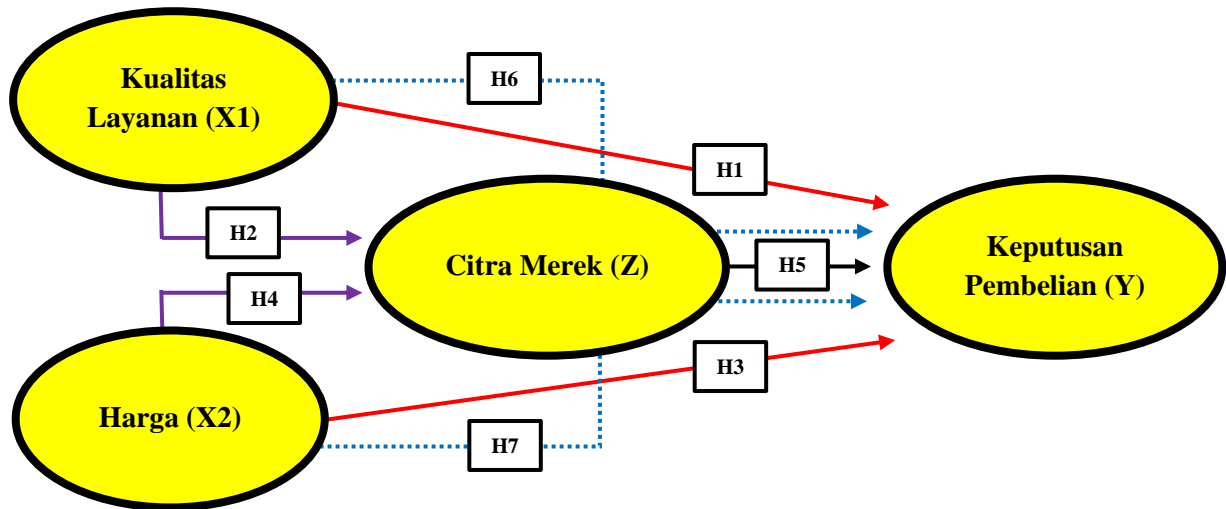 Kualitas
Layanan (X1)
H6
H1
H2
Citra Merek (Z)
H5
Keputusan
Pembelian (Y)
H4
H3
Harga (X2)
H7